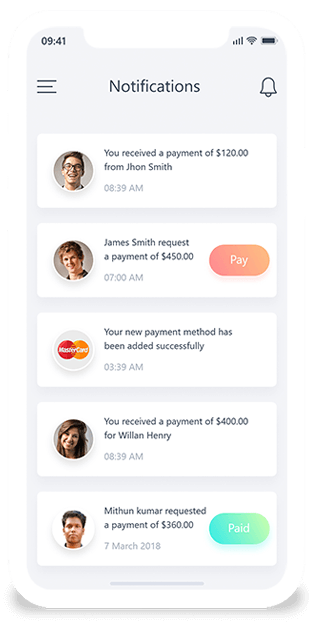 09:41
Notifications
You received a payment of $120.00
from Jhon Smith
08:39 AM
James Smith request
a payment of $450.00
07:00 AM
Pay
MasterCard
Your new payment method has
been added successfully
03:39 AM
You received a payment of $400.00
for Willan Henry
08:39 AM
Mithun kumar requested
a payment of $360.00
7 March 2018
Paid